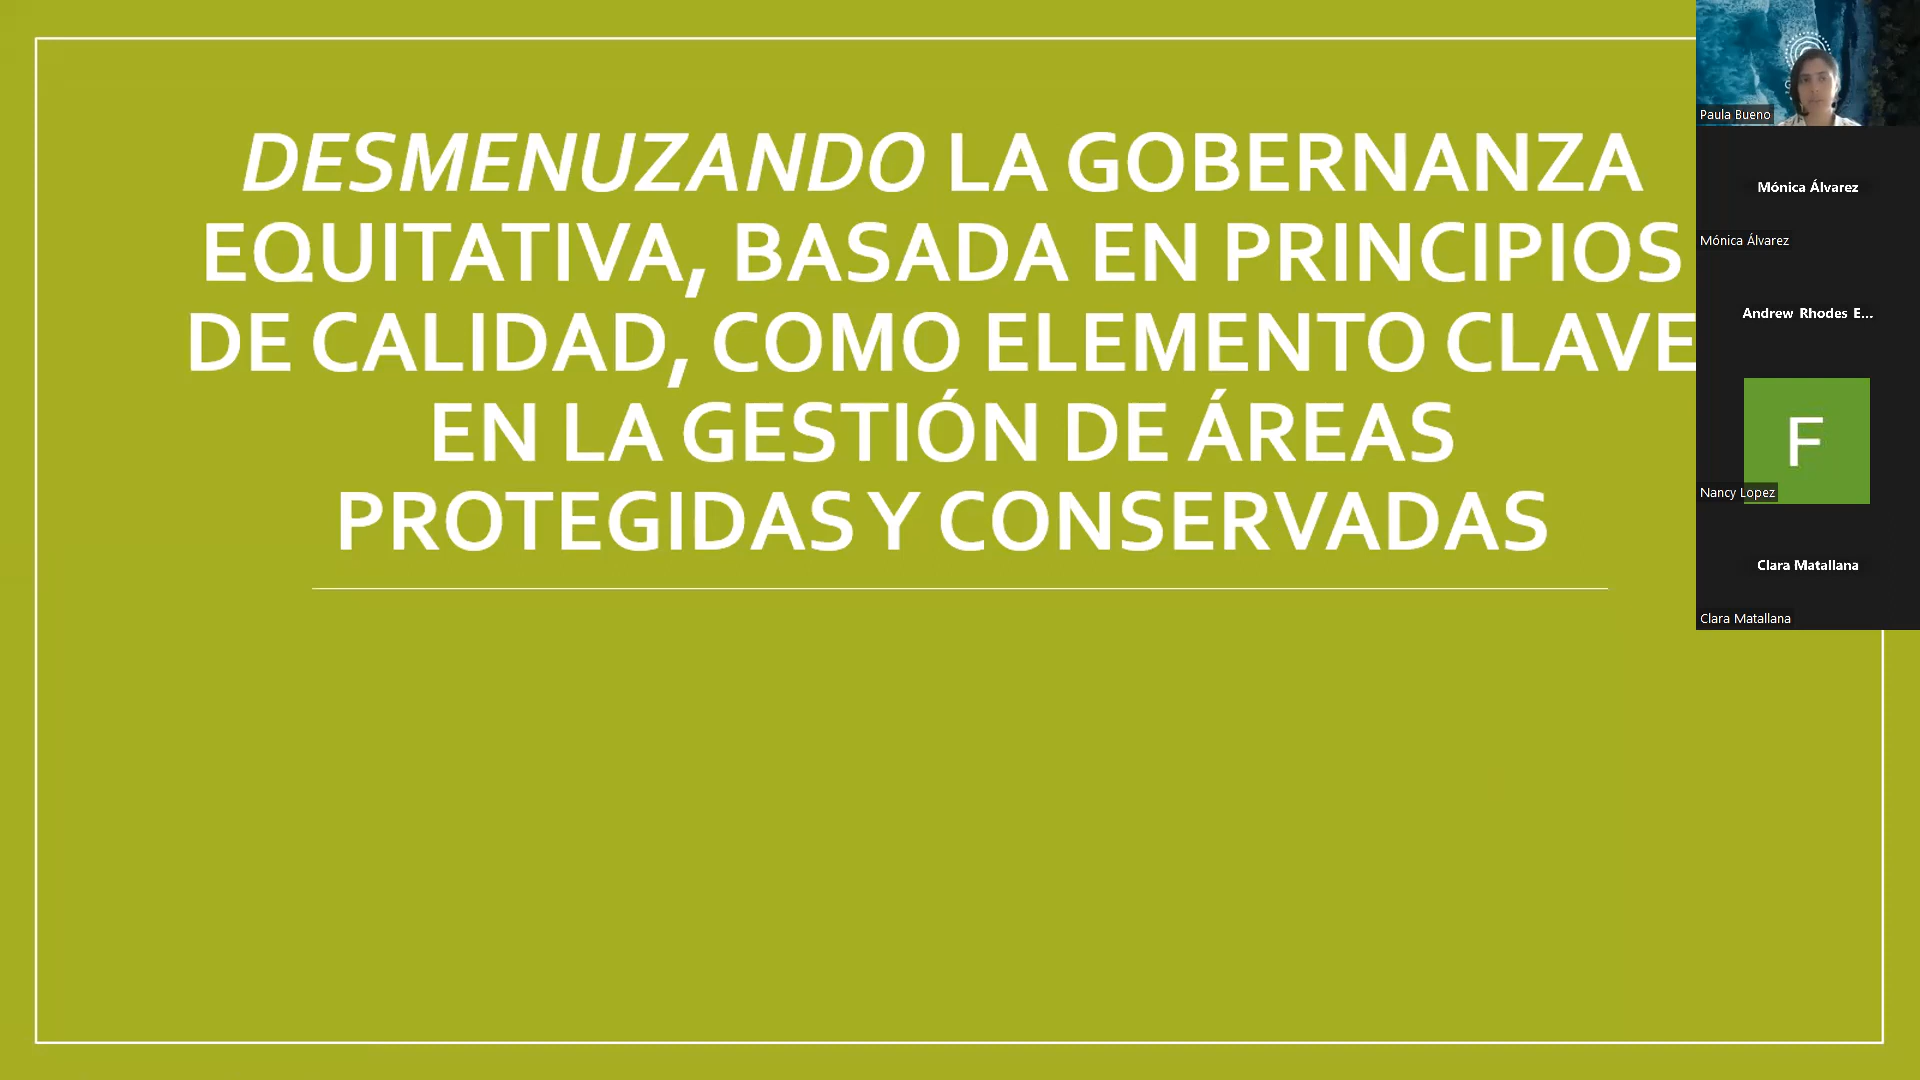 DESMENUZANDO LA GOBERNANZA
EQUITATIVA, BASADA EN PRINCIPIOS
DE CALIDAD, COMO ELEMENTO CLAVE
EN LA GESTIÓN DE ÁREAS
PROTEGIDAS Y CONSERVADAS
Paula Bueno
Mónica Álvarez
Mónica Álvarez
Andrew Rhodes E...
F
Nancy Lopez
Clara Matallana
Clara Matallana